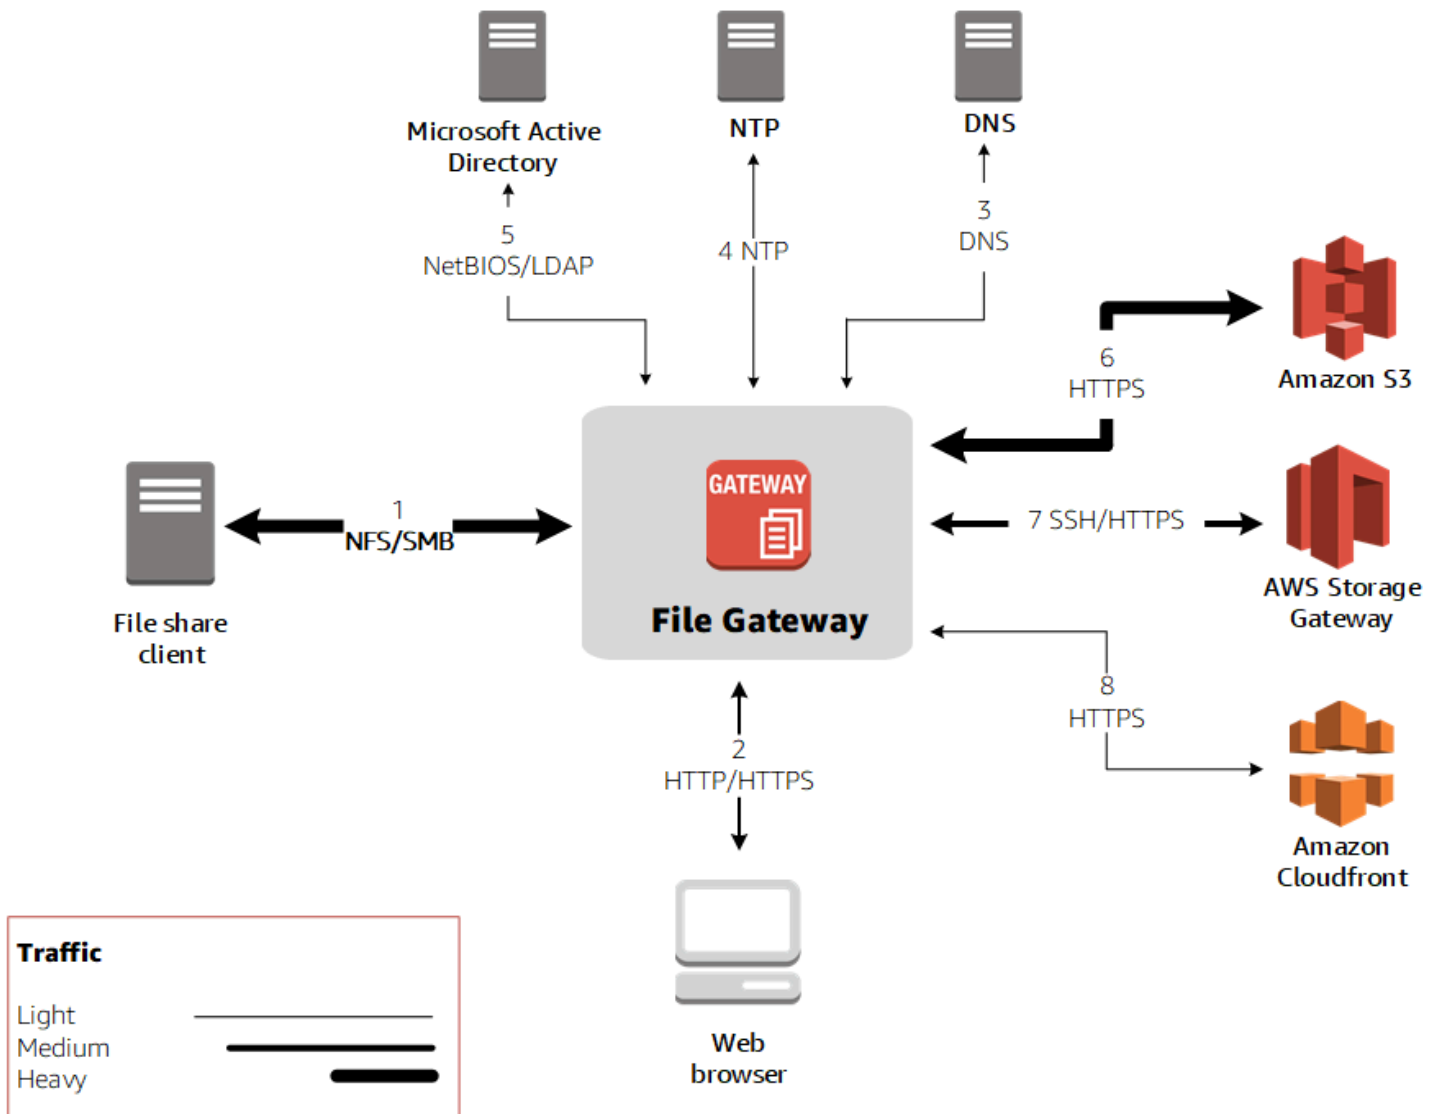 Microsoft Active
Directory
NTP
DNS
5
NetBIOS/LDAP
4 NTP
3
DNS
6
HTTPS
Amazon S3
1
NFS/SMB
GATEWAY
File Gateway
7 SSH/HTTPS
AWS Storage
Gateway
File share
client
8
HTTPS
2
HTTP/HTTPS
Amazon
Cloudfront
Web
browser
Traffic
Light
Medium
Heavy